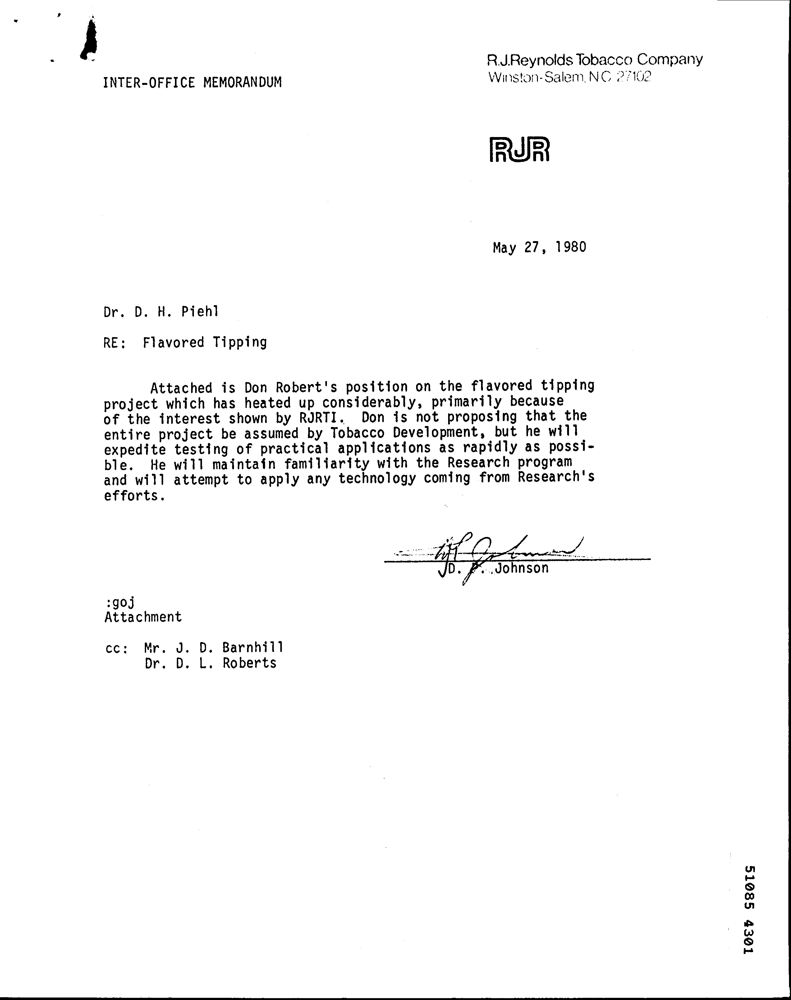 R.J.Reynolds Tobacco Company
Winston-Salem, N C 27102
INTER-OFFICE MEMORANDUM
RJR
May 27, 1980
Dr. D. H. Piehl
RE: Flavored Tipping
Attached is Don Robert's position on the flavored tipping
project which has heated up considerably, primarily because
of the interest shown by RJRTI. Don is not proposing that the
entire project be assumed by Tobacco Development, but he will
expedite testing of practical applications as rapidly as possi-
ble. He will maintain familiarity with the Research program
and will attempt to apply any technology coming from Research's
efforts.
D. Johnson
:goj
Attachment
cc: Mr. J. D. Barnhill
Dr. D. L. Roberts
51085 4301